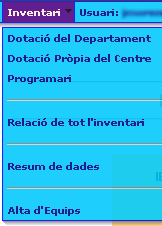 Inventari Usuari:
Dotació del Departament
Dotació Pròpia del Centre
Programari
Relació de tot l'inventari
Resum de dades
Alta d'Equips